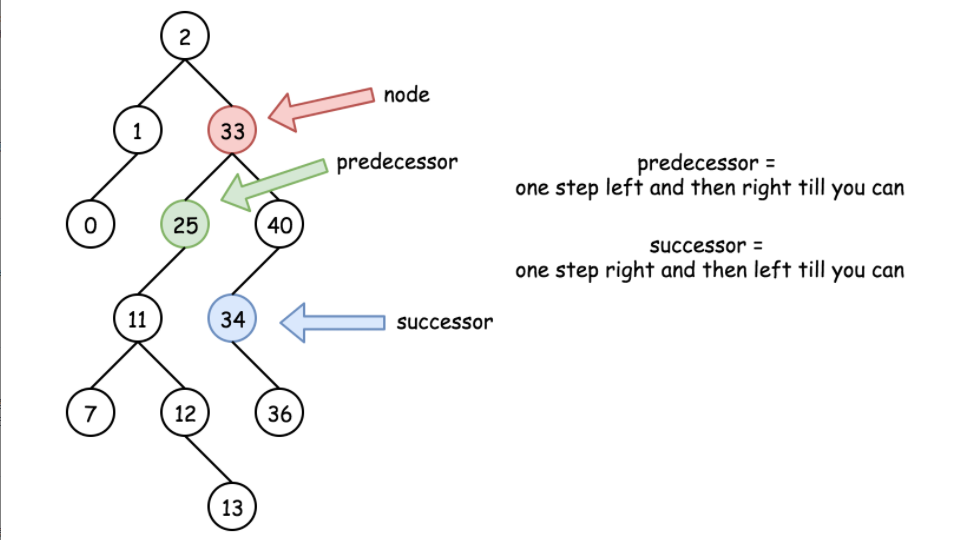 2
node
1
33
predecessor
predecessor =
one step left and then right till you can
0
25
40
successor =
one step right and then left till you can
11
34
successor
7
12
36
13